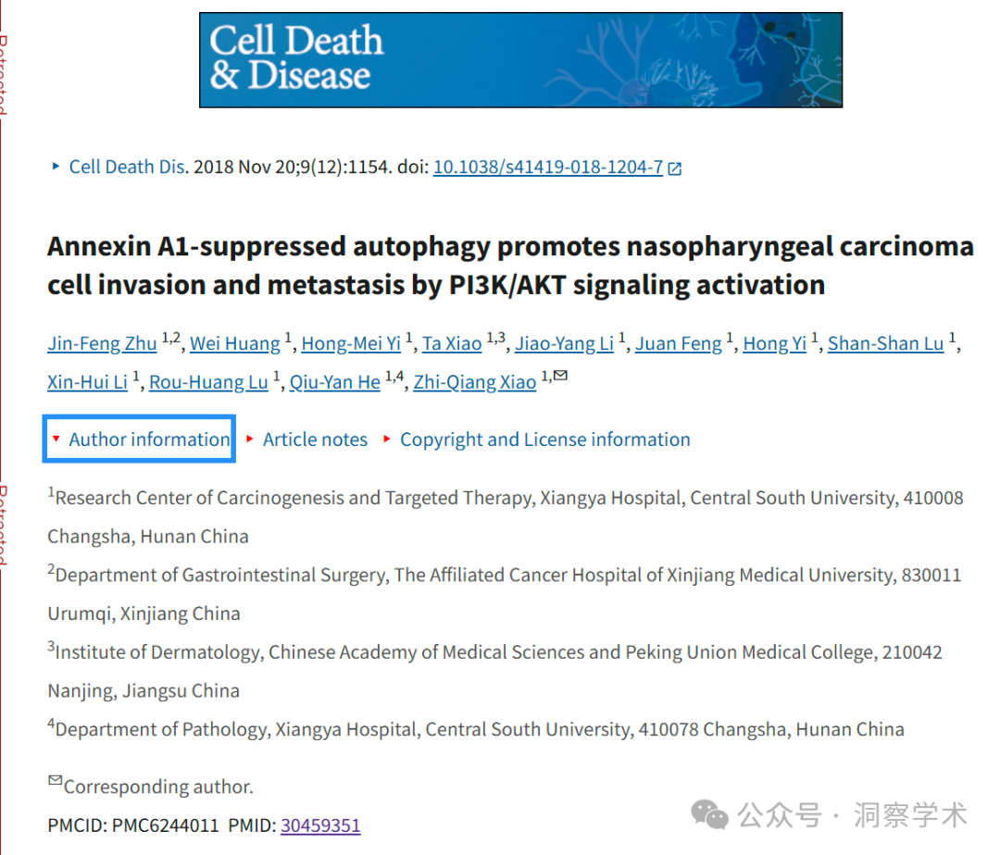 Cell Death
& Disease
Retracted
Cell Death Dis. 2018 Nov 20;9(12):1154. doi: 10.1038/s41419-018-1204-7
Annexin A1-suppressed autophagy promotes nasopharyngeal carcinoma
cell invasion and metastasis by PI3K/AKT signaling activation
Jin-Feng Zhu 1,2, Wei Huang 1, Hong-Mei Yi 1, Ta Xiao 1,3, Jiao-Yang Li 1, Juan Feng 1, Hong Yi 1, Shan-Shan Lu 1,
Xin-Hui Li 1, Rou-Huang Lu 1, Qiu-Yan He 1,4, Zhi-Qiang Xiao 1,✉
Author information Article notes Copyright and License information
1Research Center of Carcinogenesis and Targeted Therapy, Xiangya Hospital, Central South University, 410008
Changsha, Hunan China
Retracted
2Department of Gastrointestinal Surgery, The Affiliated Cancer Hospital of Xinjiang Medical University, 830011
Urumqi, Xinjiang China
3Institute of Dermatology, Chinese Academy of Medical Sciences and Peking Union Medical College, 210042
Nanjing, Jiangsu China
4Department of Pathology, Xiangya Hospital, Central South University, 410078 Changsha, Hunan China
✉Corresponding author.
PMCID: PMC6244011 PMID: 30459351
公众号 · 洞察学术